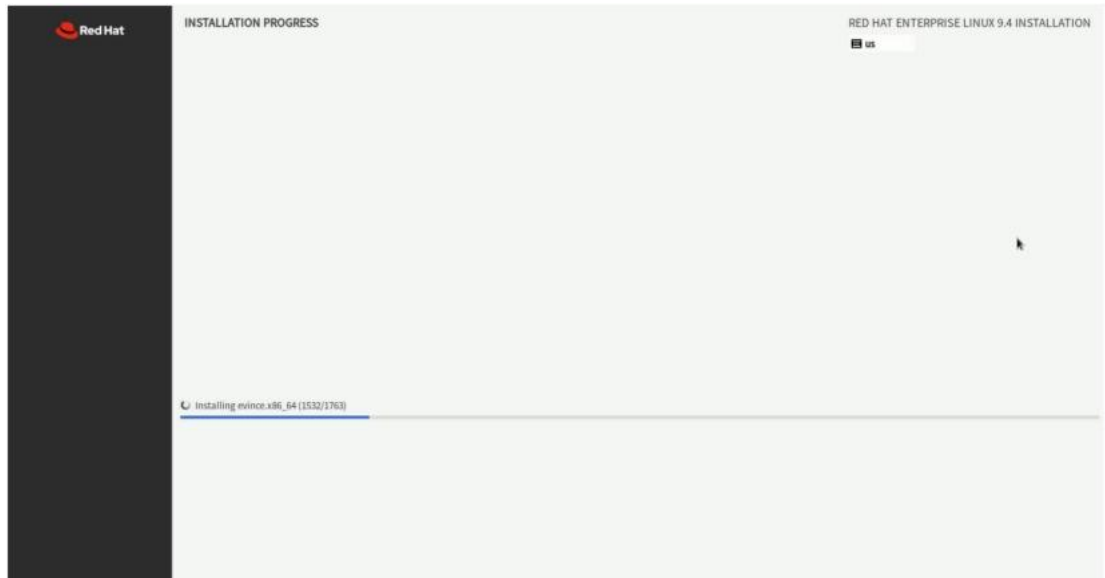 Red Hat
INSTALLATION PROGRESS
RED HAT ENTERPRISE LINUX 9.4 INSTALLATION
us
Installing evince.x86_64 (1532/1763)